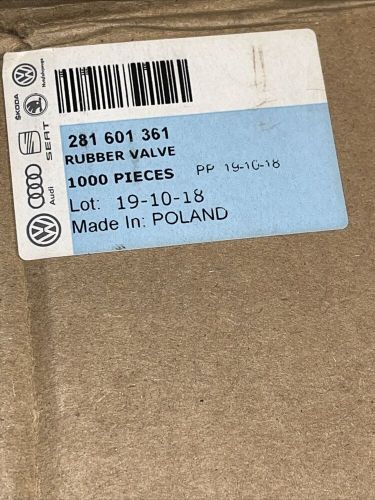 281 601 361
RUBBER VALVE
1000 PIECES PP 19-10-18
Lot: 19-10-18
Made In: POLAND
ŠKODA
SEAT
Audi